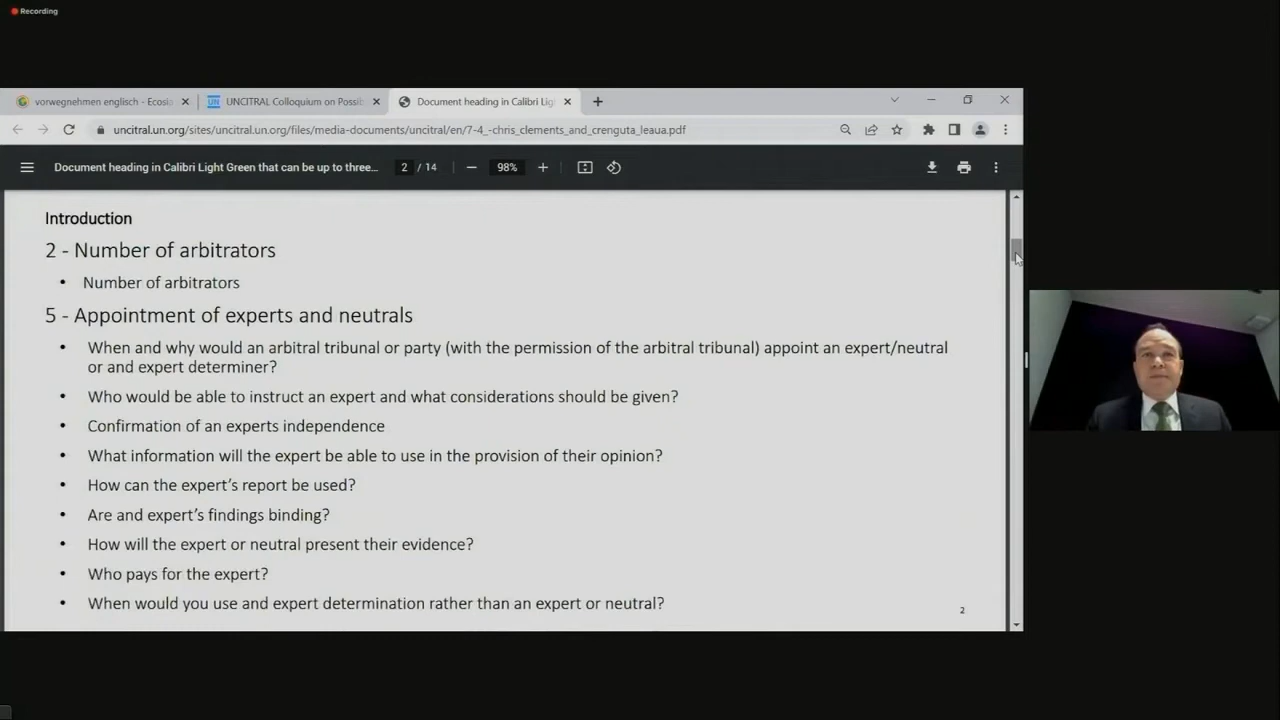 Recording
vorwegnehmen englisch - Ecosi
UNCITRAL Colloquium on Possib
Document heading in Calibri Lig
uncitral.un.org/sites/uncitral.un.org/files/media-documents/uncitral/en/7-4_-chris_clements_and_crenguta_leaua.pdf
Document heading in Calibri Light Green that can be up to three...
2 / 14
98%
Introduction
2 - Number of arbitrators
• Number of arbitrators
5 - Appointment of experts and neutrals
• When and why would an arbitral tribunal or party (with the permission of the arbitral tribunal) appoint an expert/neutral
or and expert determiner?
• Who would be able to instruct an expert and what considerations should be given?
• Confirmation of an experts independence
• What information will the expert be able to use in the provision of their opinion?
• How can the expert's report be used?
• Are and expert's findings binding?
• How will the expert or neutral present their evidence?
• Who pays for the expert?
• When would you use and expert determination rather than an expert or neutral?
2